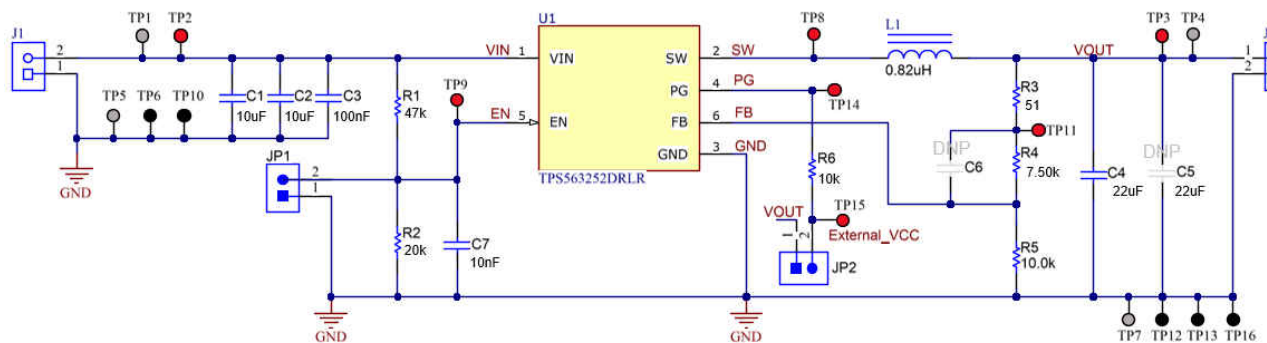 J1
2
1
TP1
TP2
TP5
TP6
TP10
GND
C1
10uF
C2
10uF
C3
100nF
R1
47k
JP1
2
1
R2
20k
TP9
C7
10nF
GND
VIN
1
EN
5
U1
VIN
EN
SW
PG
FB
GND
TPS563252DRLR
2
SW
4
PG
6
FB
3
GND
GND
TP8
TP14
R6
10k
TP15
External_VCC
VOUT
1
2
JP2
L1
0.82uH
R3
51
TP11
DNP
C6
R4
7.50k
R5
10.0k
VOUT
C4
22uF
DNP
C5
22uF
TP3
TP4
J
1
2
TP7
TP12
TP13
TP16